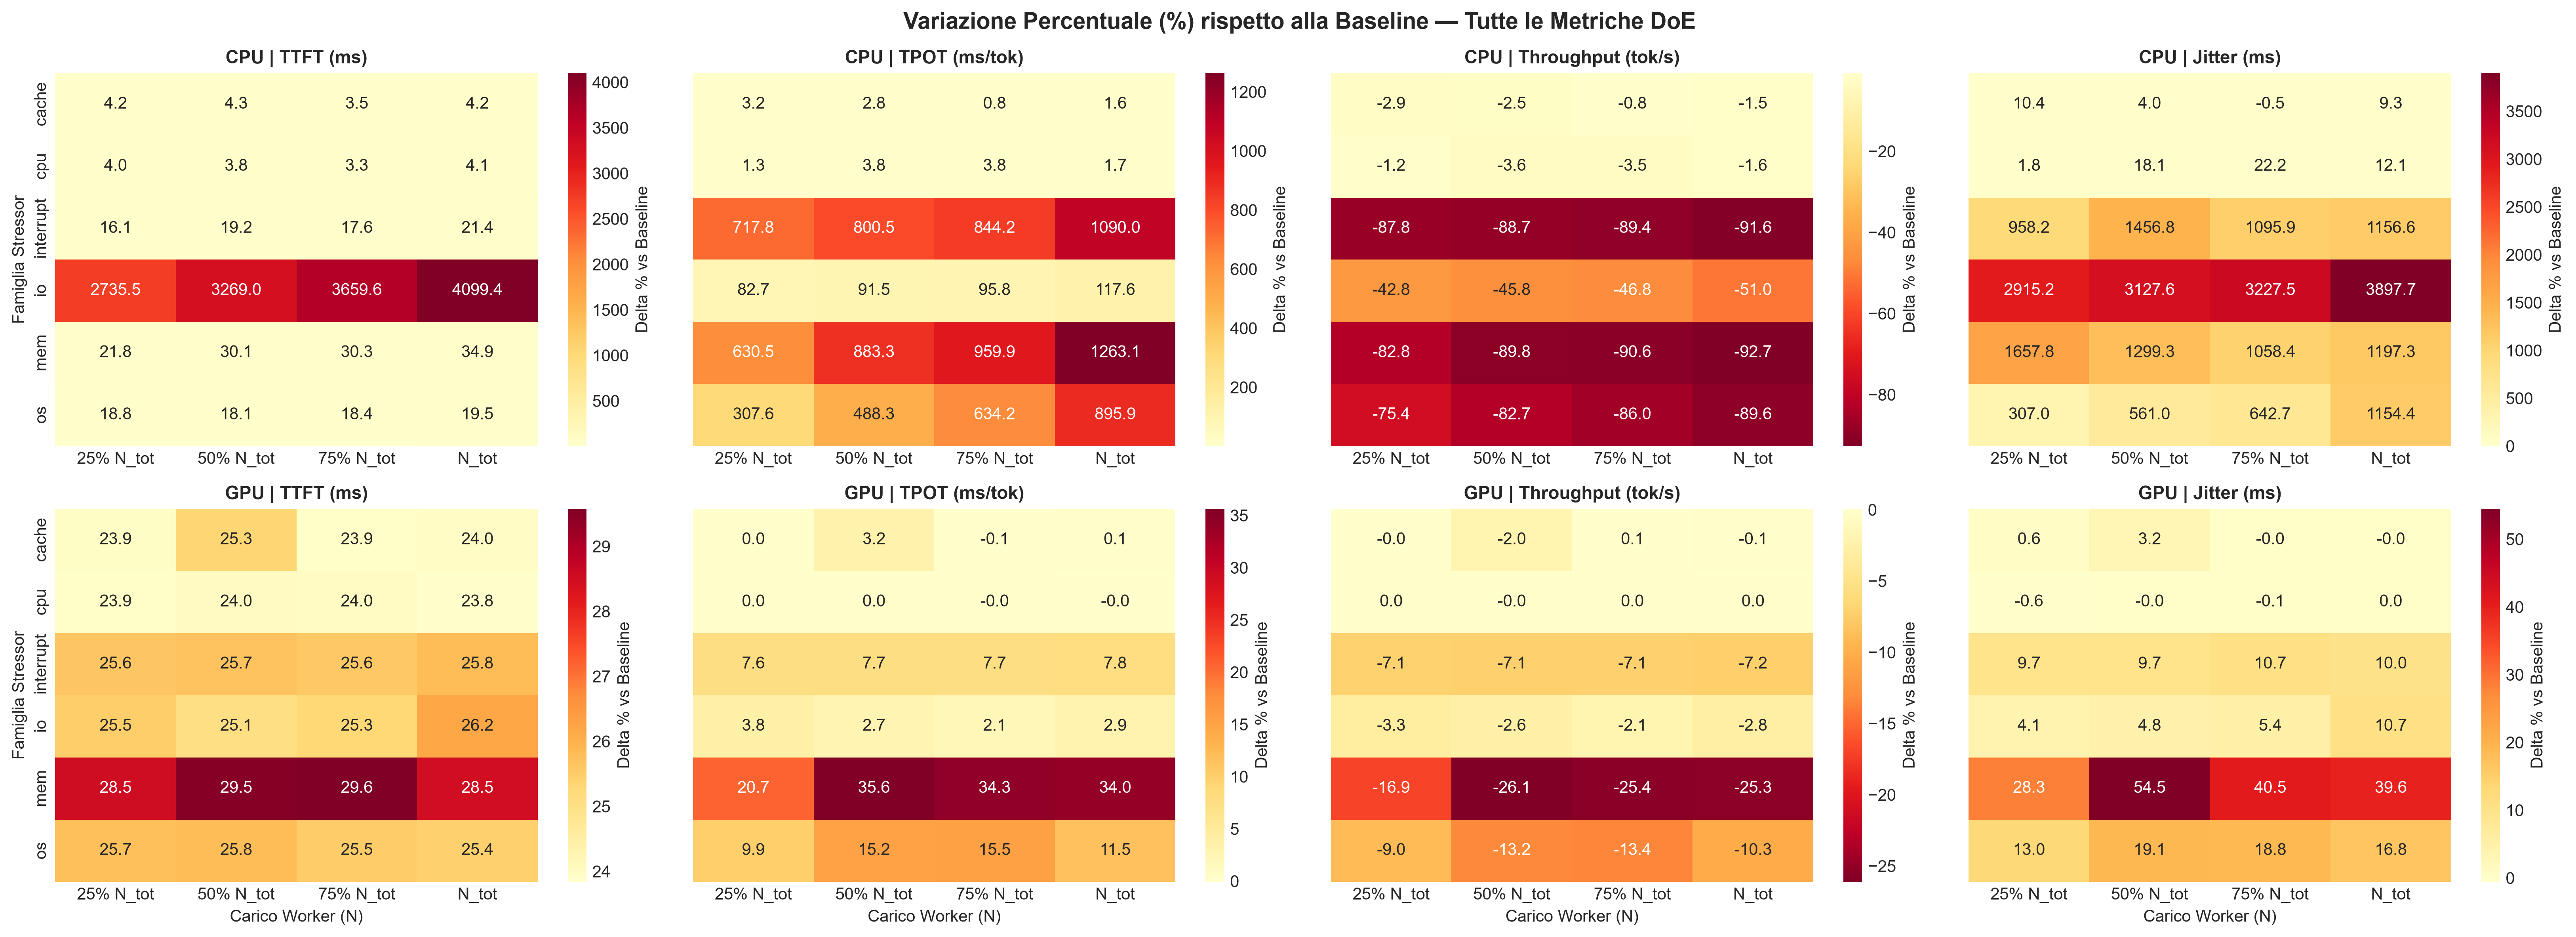 Variazione Percentuale (%) rispetto alla Baseline — Tutte le Metriche DoE
CPU | TTFT (ms)
Famiglia Stressor
cache 4.2 4.3 3.5 4.2
cpu 4.0 3.8 3.3 4.1
interrupt 16.1 19.2 17.6 21.4
io 2735.5 3269.0 3659.6 4099.4
mem 21.8 30.1 30.3 34.9
os 18.8 18.1 18.4 19.5
25% N_tot 50% N_tot 75% N_tot N_tot
4000
3500
3000
2500
2000
1500
1000
500
Delta % vs Baseline
CPU | TPOT (ms/tok)
3.2 2.8 0.8 1.6
1.3 3.8 3.8 1.7
717.8 800.5 844.2 1090.0
82.7 91.5 95.8 117.6
630.5 883.3 959.9 1263.1
307.6 488.3 634.2 895.9
25% N_tot 50% N_tot 75% N_tot N_tot
1200
1000
800
600
400
200
Delta % vs Baseline
CPU | Throughput (tok/s)
-2.9 -2.5 -0.8 -1.5
-1.2 -3.6 -3.5 -1.6
-87.8 -88.7 -89.4 -91.6
-42.8 -45.8 -46.8 -51.0
-82.8 -89.8 -90.6 -92.7
-75.4 -82.7 -86.0 -89.6
25% N_tot 50% N_tot 75% N_tot N_tot
−20
−40
−60
−80
Delta % vs Baseline
CPU | Jitter (ms)
10.4 4.0 -0.5 9.3
1.8 18.1 22.2 12.1
958.2 1456.8 1095.9 1156.6
2915.2 3127.6 3227.5 3897.7
1657.8 1299.3 1058.4 1197.3
307.0 561.0 642.7 1154.4
25% N_tot 50% N_tot 75% N_tot N_tot
3500
3000
2500
2000
1500
1000
500
0
Delta % vs Baseline
GPU | TTFT (ms)
Famiglia Stressor
cache 23.9 25.3 23.9 24.0
cpu 23.9 24.0 24.0 23.8
interrupt 25.6 25.7 25.6 25.8
io 25.5 25.1 25.3 26.2
mem 28.5 29.5 29.6 28.5
os 25.7 25.8 25.5 25.4
25% N_tot 50% N_tot 75% N_tot N_tot
Carico Worker (N)
29
28
27
26
25
24
Delta % vs Baseline
GPU | TPOT (ms/tok)
0.0 3.2 -0.1 0.1
0.0 0.0 -0.0 -0.0
7.6 7.7 7.7 7.8
3.8 2.7 2.1 2.9
20.7 35.6 34.3 34.0
9.9 15.2 15.5 11.5
25% N_tot 50% N_tot 75% N_tot N_tot
Carico Worker (N)
35
30
25
20
15
10
5
0
Delta % vs Baseline
GPU | Throughput (tok/s)
-0.0 -2.0 0.1 -0.1
0.0 -0.0 0.0 0.0
-7.1 -7.1 -7.1 -7.2
-3.3 -2.6 -2.1 -2.8
-16.9 -26.1 -25.4 -25.3
-9.0 -13.2 -13.4 -10.3
25% N_tot 50% N_tot 75% N_tot N_tot
Carico Worker (N)
0
−5
−10
−15
−20
−25
Delta % vs Baseline
GPU | Jitter (ms)
0.6 3.2 -0.0 -0.0
-0.6 -0.0 -0.1 0.0
9.7 9.7 10.7 10.0
4.1 4.8 5.4 10.7
28.3 54.5 40.5 39.6
13.0 19.1 18.8 16.8
25% N_tot 50% N_tot 75% N_tot N_tot
Carico Worker (N)
50
40
30
20
10
0
Delta % vs Baseline